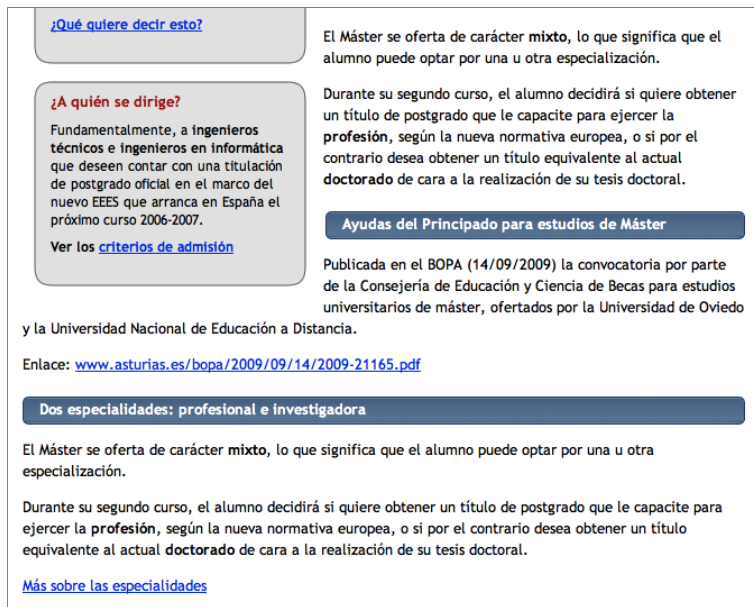 ¿Qué quiere decir esto?
¿A quién se dirige?
Fundamentalmente, a ingenieros
técnicos e ingenieros en informática
que deseen contar con una titulación
de postgrado oficial en el marco del
nuevo EEES que arranca en España el
próximo curso 2006-2007.
Ver los criterios de admisión
El Máster se oferta de carácter mixto, lo que significa que el
alumno puede optar por una u otra especialización.
Durante su segundo curso, el alumno decidirá si quiere obtener
un título de postgrado que le capacite para ejercer la
profesión, según la nueva normativa europea, o si por el
contrario desea obtener un título equivalente al actual
doctorado de cara a la realización de su tesis doctoral.
Ayudas del Principado para estudios de Máster
Publicada en el BOPA (14/09/2009) la convocatoria por parte
de la Consejería de Educación y Ciencia de Becas para estudios
universitarios de máster, ofertados por la Universidad de Oviedo
y la Universidad Nacional de Educación a Distancia.
Enlace: www.asturias.es/bopa/2009/09/14/2009-21165.pdf
Dos especialidades: profesional e investigadora
El Máster se oferta de carácter mixto, lo que significa que el alumno puede optar por una u otra
especialización.
Durante su segundo curso, el alumno decidirá si quiere obtener un título de postgrado que le capacite para
ejercer la profesión, según la nueva normativa europea, o si por el contrario desea obtener un título
equivalente al actual doctorado de cara a la realización de su tesis doctoral.
Más sobre las especialidades